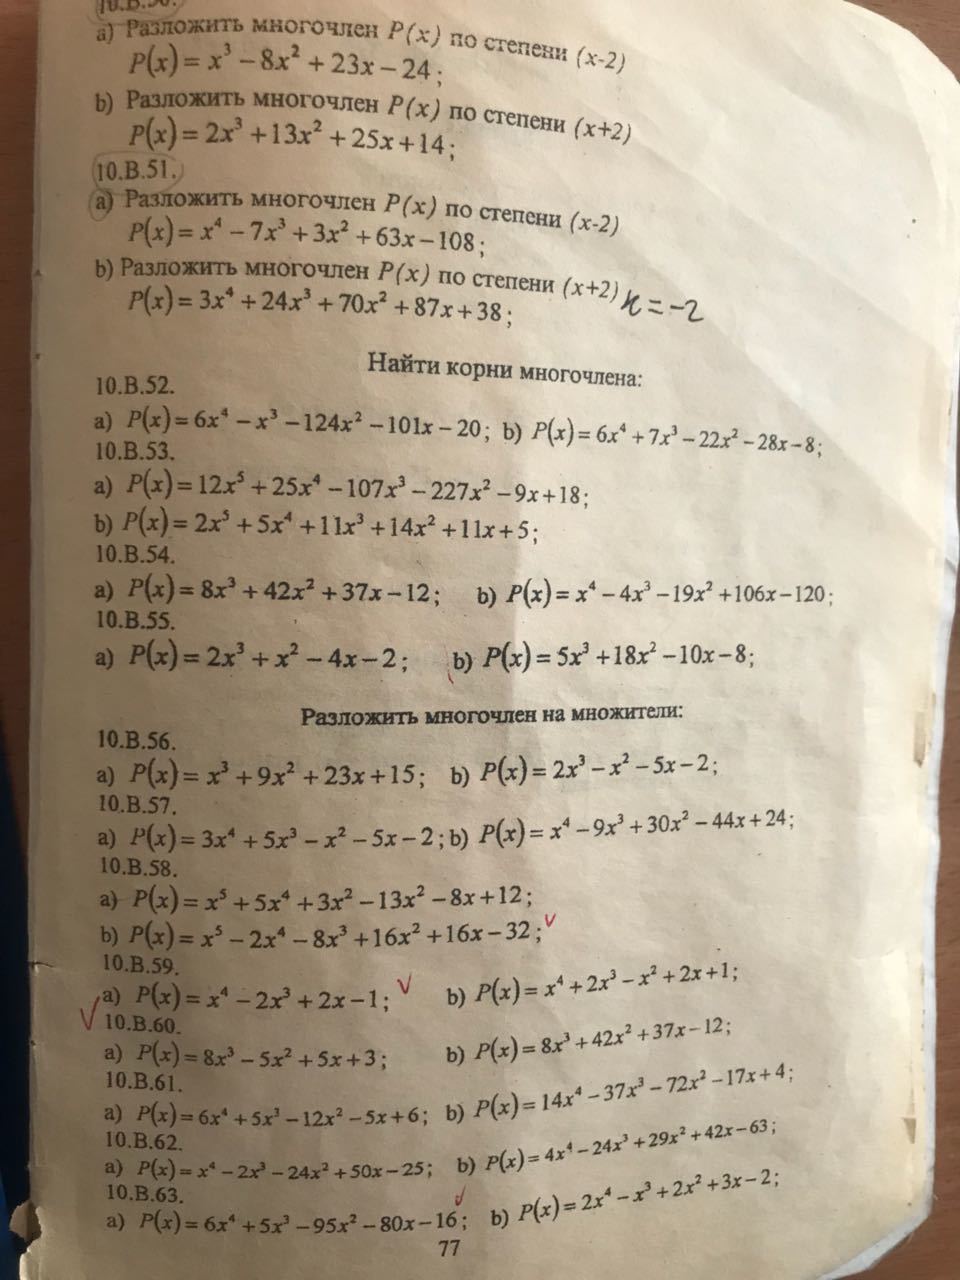 10.В.50.
a) Разложить многочлен P(x) по степени (x-2)
P(x) = x³ − 8x² + 23x − 24;
b) Разложить многочлен P(x) по степени (x+2)
P(x) = 2x³ + 13x² + 25x + 14;
10.В.51.
a) Разложить многочлен P(x) по степени (x-2)
P(x) = x⁴ − 7x³ + 3x² + 63x − 108;
b) Разложить многочлен P(x) по степени (x+2) x = -2
P(x) = 3x⁴ + 24x³ + 70x² + 87x + 38;
Найти корни многочлена:
10.В.52.
a) P(x) = 6x⁴ − x³ − 124x² − 101x − 20; b) P(x) = 6x⁴ + 7x³ − 22x² − 28x − 8;
10.В.53.
a) P(x) = 12x⁵ + 25x⁴ − 107x³ − 227x² − 9x + 18;
b) P(x) = 2x⁵ + 5x⁴ + 11x³ + 14x² + 11x + 5;
10.В.54.
a) P(x) = 8x³ + 42x² + 37x − 12; b) P(x) = x⁴ − 4x³ − 19x² + 106x − 120;
10.В.55.
a) P(x) = 2x³ + x² − 4x − 2; b) P(x) = 5x³ + 18x² − 10x − 8;
Разложить многочлен на множители:
10.В.56.
a) P(x) = x³ + 9x² + 23x + 15; b) P(x) = 2x³ − x² − 5x − 2;
10.В.57.
a) P(x) = 3x⁴ + 5x³ − x² − 5x − 2; b) P(x) = x⁴ − 9x³ + 30x² − 44x + 24;
10.В.58.
a) P(x) = x⁵ + 5x⁴ + 3x² − 13x² − 8x + 12;
b) P(x) = x⁵ − 2x⁴ − 8x³ + 16x² + 16x − 32;
10.В.59.
a) P(x) = x⁴ − 2x³ + 2x − 1; b) P(x) = x⁴ + 2x³ − x² + 2x + 1;
10.В.60.
a) P(x) = 8x³ − 5x² + 5x + 3; b) P(x) = 8x³ + 42x² + 37x − 12;
10.В.61.
a) P(x) = 6x⁴ + 5x³ − 12x² − 5x + 6; b) P(x) = 14x⁴ − 37x³ − 72x² − 17x + 4;
10.В.62.
a) P(x) = x⁴ − 2x³ − 24x² + 50x − 25; b) P(x) = 4x⁴ − 24x³ + 29x² + 42x − 63;
10.В.63.
a) P(x) = 6x⁴ + 5x³ − 95x² − 80x − 16; b) P(x) = 2x⁴ − x³ + 2x² + 3x − 2;
77